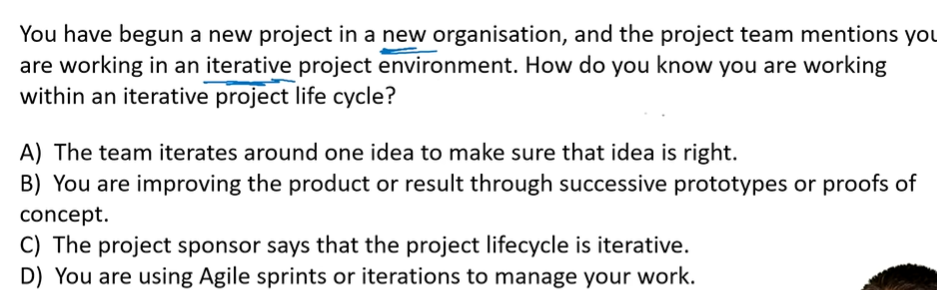 You have begun a new project in a new organisation, and the project team mentions you
are working in an iterative project environment. How do you know you are working
within an iterative project life cycle?
A) The team iterates around one idea to make sure that idea is right.
B) You are improving the product or result through successive prototypes or proofs of
concept.
C) The project sponsor says that the project lifecycle is iterative.
D) You are using Agile sprints or iterations to manage your work.